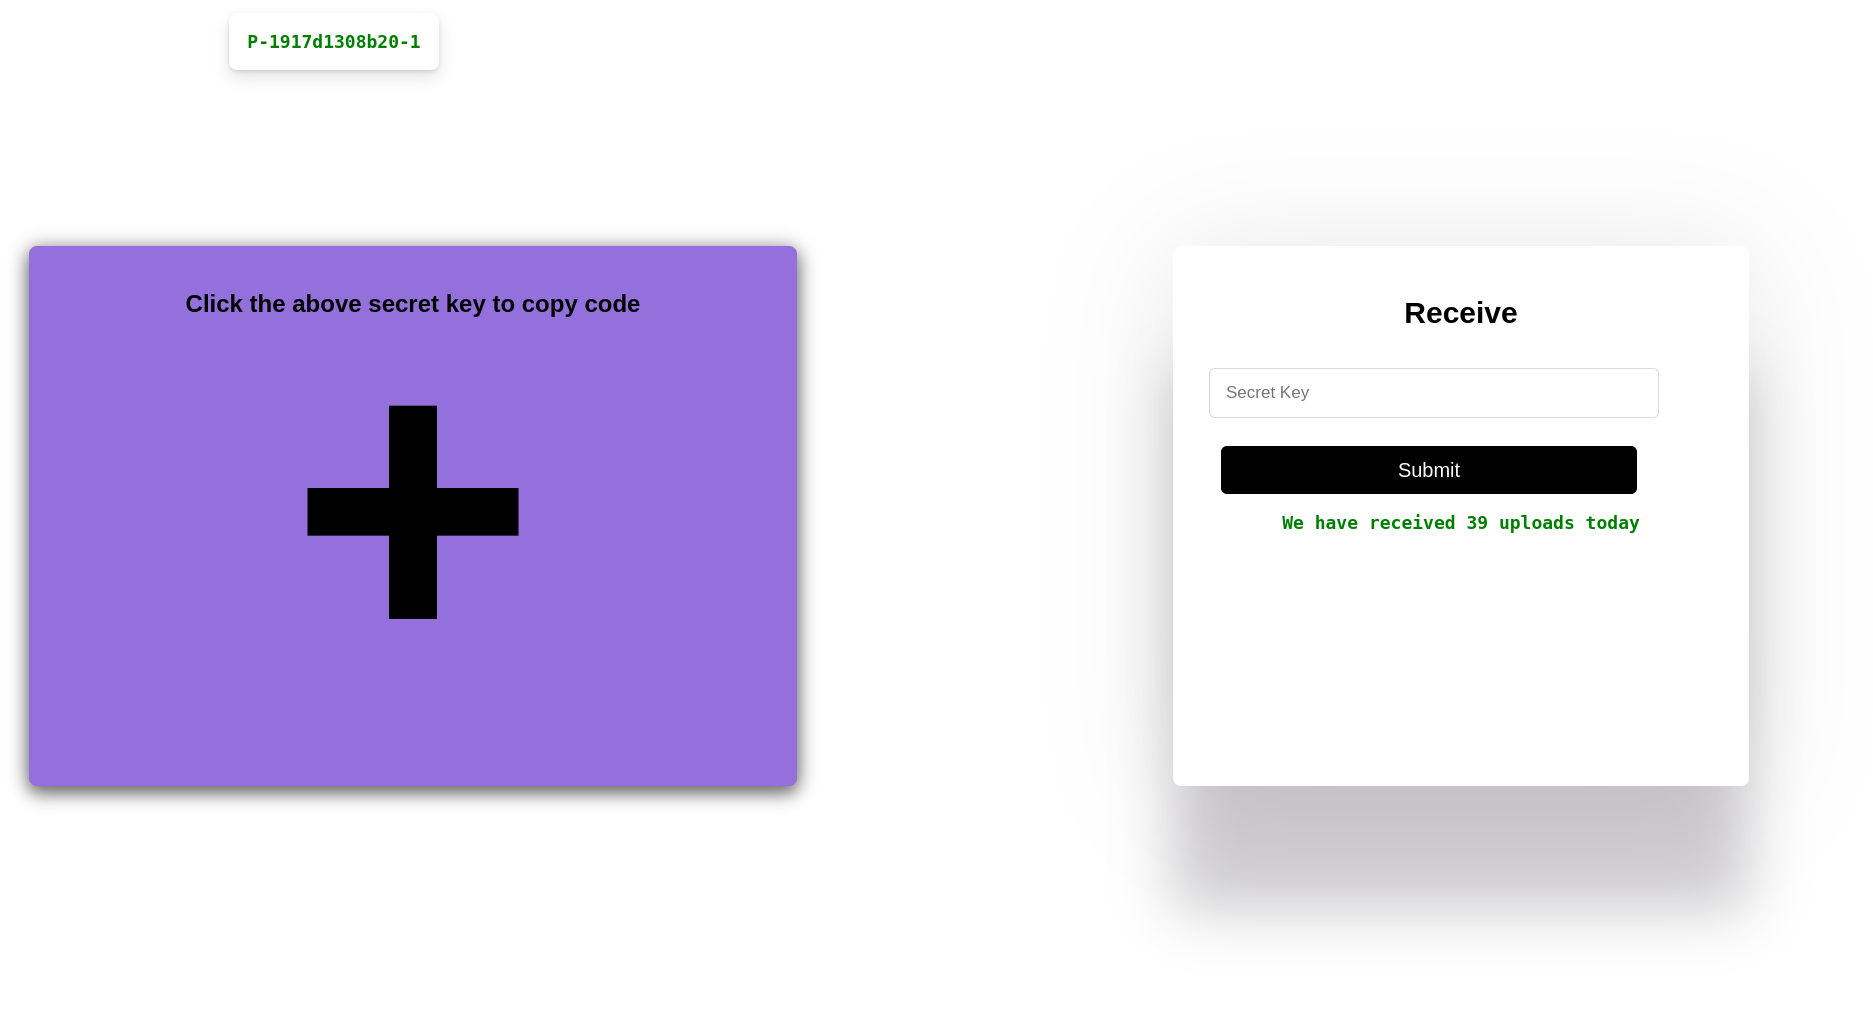 P-1917d1308b20-1
Click the above secret key to copy code
Receive
Secret Key
Submit
We have received 39 uploads today